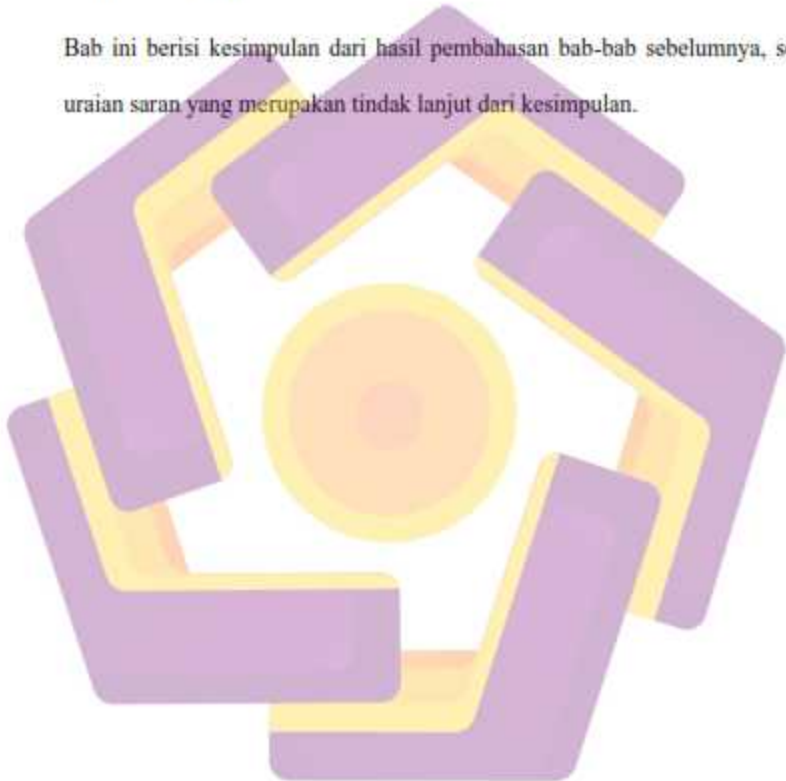 Bab ini berisi kesimpulan dari hasil pembahasan bab-bab sebelumnya,
uraian saran yang merupakan tindak lanjut dari kesimpulan.